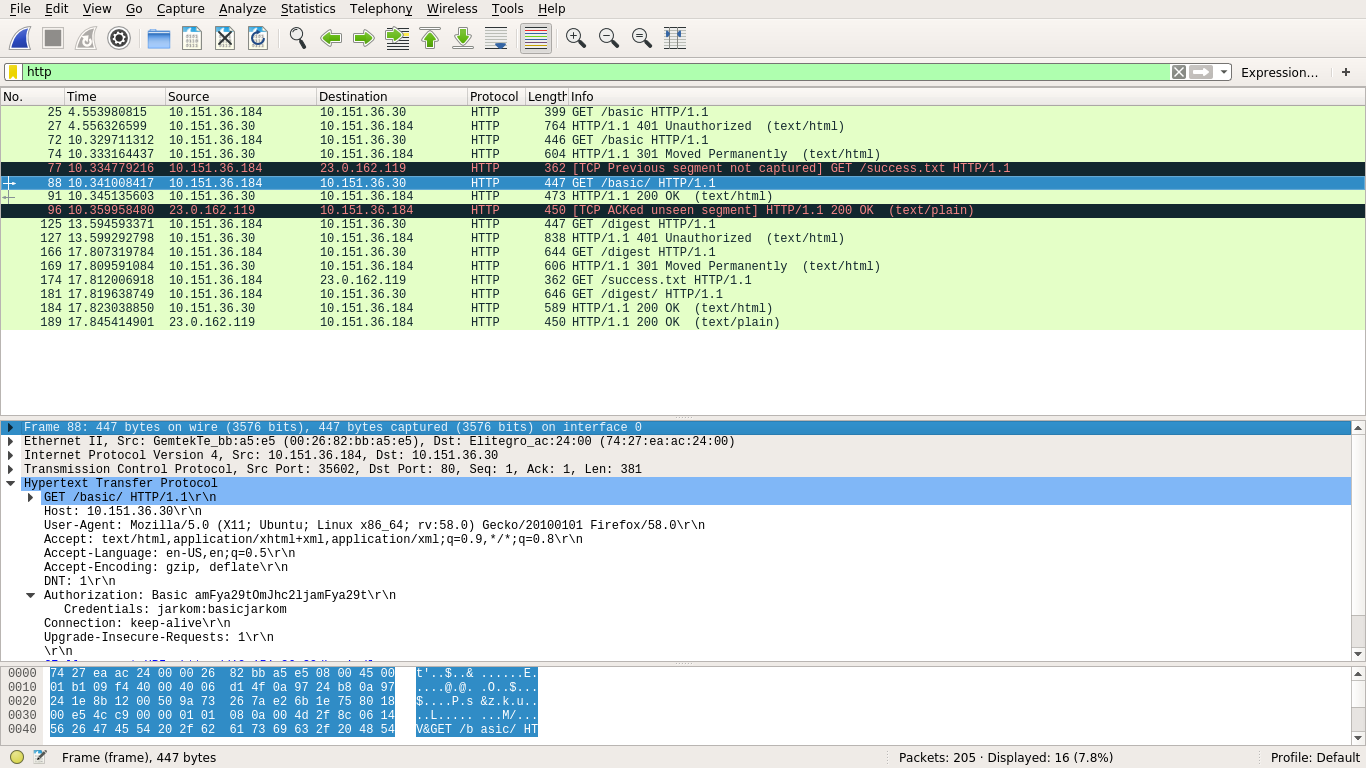 File Edit View Go Capture Analyze Statistics Telephony Wireless Tools Help
http
Expression... +
No. Time Source Destination Protocol Length Info
25 4.553980815 10.151.36.184 10.151.36.30 HTTP 399 GET /basic HTTP/1.1
27 4.556326599 10.151.36.30 10.151.36.184 HTTP 764 HTTP/1.1 401 Unauthorized (text/html)
72 10.329711312 10.151.36.184 10.151.36.30 HTTP 446 GET /basic HTTP/1.1
74 10.333164437 10.151.36.30 10.151.36.184 HTTP 604 HTTP/1.1 301 Moved Permanently (text/html)
77 10.334779216 10.151.36.184 23.0.162.119 HTTP 362 [TCP Previous segment not captured] GET /success.txt HTTP/1.1
88 10.341008417 10.151.36.184 10.151.36.30 HTTP 447 GET /basic/ HTTP/1.1
91 10.345135603 10.151.36.30 10.151.36.184 HTTP 473 HTTP/1.1 200 OK (text/html)
96 10.359958480 23.0.162.119 10.151.36.184 HTTP 450 [TCP ACKed unseen segment] HTTP/1.1 200 OK (text/plain)
125 13.594593371 10.151.36.184 10.151.36.30 HTTP 447 GET /digest HTTP/1.1
127 13.599292798 10.151.36.30 10.151.36.184 HTTP 838 HTTP/1.1 401 Unauthorized (text/html)
166 17.807319784 10.151.36.184 10.151.36.30 HTTP 644 GET /digest HTTP/1.1
169 17.809591084 10.151.36.30 10.151.36.184 HTTP 606 HTTP/1.1 301 Moved Permanently (text/html)
174 17.812006918 10.151.36.184 23.0.162.119 HTTP 362 GET /success.txt HTTP/1.1
181 17.819638749 10.151.36.184 10.151.36.30 HTTP 646 GET /digest/ HTTP/1.1
184 17.823038850 10.151.36.30 10.151.36.184 HTTP 589 HTTP/1.1 200 OK (text/html)
189 17.845414901 23.0.162.119 10.151.36.184 HTTP 450 HTTP/1.1 200 OK (text/plain)
Frame 88: 447 bytes on wire (3576 bits), 447 bytes captured (3576 bits) on interface 0
Ethernet II, Src: GemtekTe_bb:a5:e5 (00:26:82:bb:a5:e5), Dst: Elitegro_ac:24:00 (74:27:ea:ac:24:00)
Internet Protocol Version 4, Src: 10.151.36.184, Dst: 10.151.36.30
Transmission Control Protocol, Src Port: 35602, Dst Port: 80, Seq: 1, Ack: 1, Len: 381
Hypertext Transfer Protocol
GET /basic/ HTTP/1.1\r\n
Host: 10.151.36.30\r\n
User-Agent: Mozilla/5.0 (X11; Ubuntu; Linux x86_64; rv:58.0) Gecko/20100101 Firefox/58.0\r\n
Accept: text/html,application/xhtml+xml,application/xml;q=0.9,*/*;q=0.8\r\n
Accept-Language: en-US,en;q=0.5\r\n
Accept-Encoding: gzip, deflate\r\n
DNT: 1\r\n
Authorization: Basic amFya29tOmJhc2ljamFya29t\r\n
Credentials: jarkom:basicjarkom
Connection: keep-alive\r\n
Upgrade-Insecure-Requests: 1\r\n
\r\n
0000 74 27 ea ac 24 00 00 26 82 bb a5 e5 08 00 45 00 t'..$..& ......E.
0010 01 b1 09 f4 40 00 40 06 d1 4f 0a 97 24 b8 0a 97 ....@.@. .O..$...
0020 24 1e 8b 12 00 50 9a 73 26 7a e2 6b 1e 75 80 18 $....P.s &z.k.u..
0030 00 e5 4c c9 00 00 01 01 08 0a 00 4d 2f 8c 06 14 ..L..... ...M/...
0040 56 26 47 45 54 20 2f 62 61 73 69 63 2f 20 48 54 V&GET /b asic/ HT
Frame (frame), 447 bytes
Packets: 205 · Displayed: 16 (7.8%)
Profile: Default